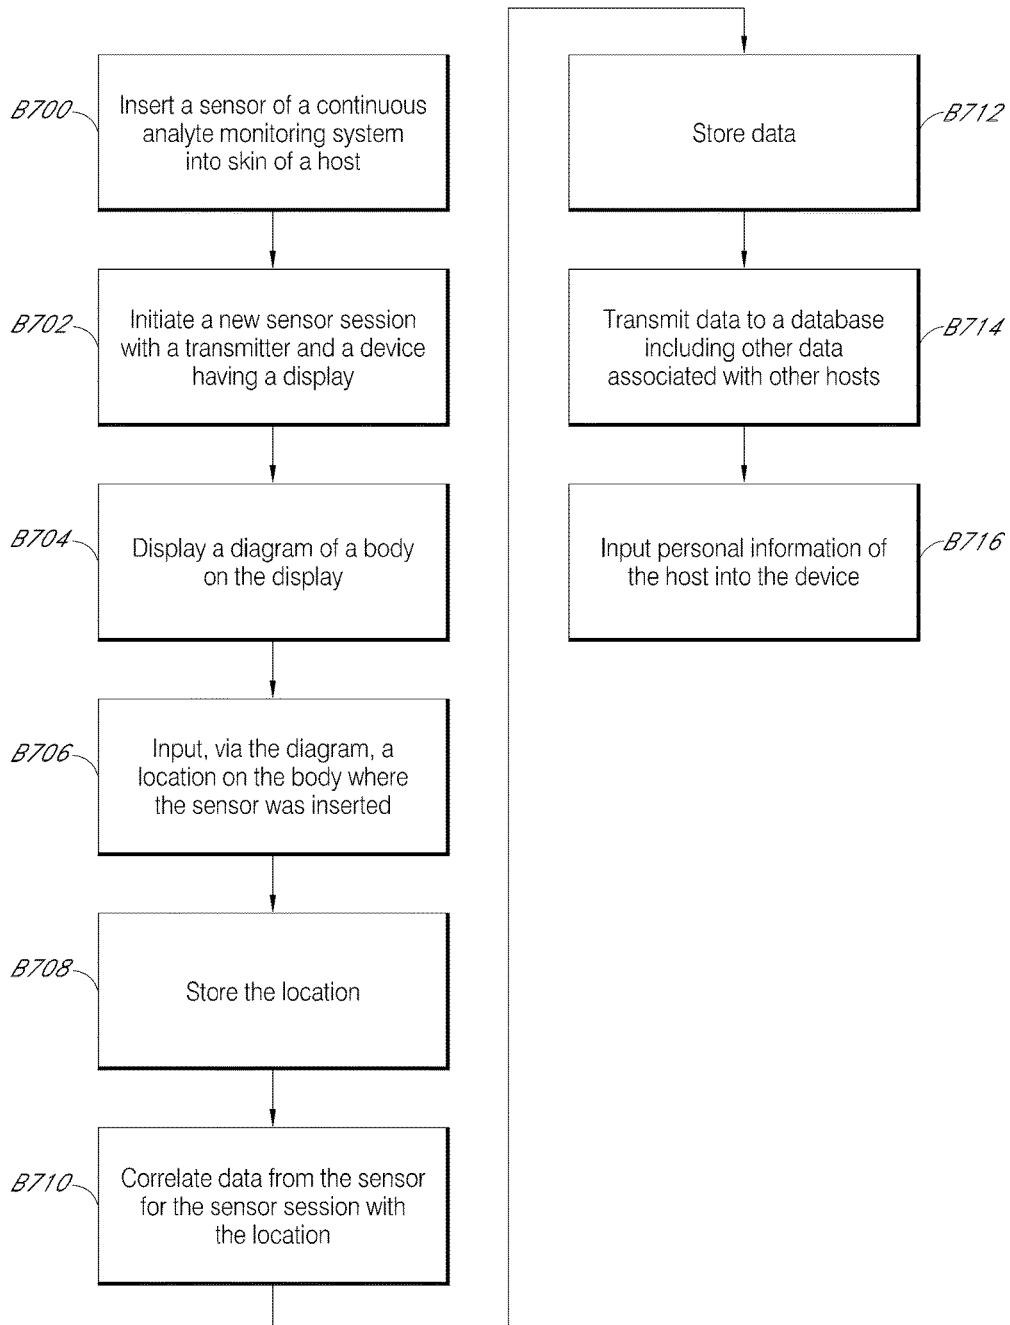 B700
Insert a sensor of a continuous
analyte monitoring system
into skin of a host
B702
Initiate a new sensor session
with a transmitter and a device
having a display
B704
Display a diagram of a body
on the display
B706
Input, via the diagram, a
location on the body where
the sensor was inserted
B708
Store the location
B710
Correlate data from the sensor
for the sensor session with
the location
Store data
B712
Transmit data to a database
including other data
associated with other hosts
B714
Input personal information of
the host into the device
B716